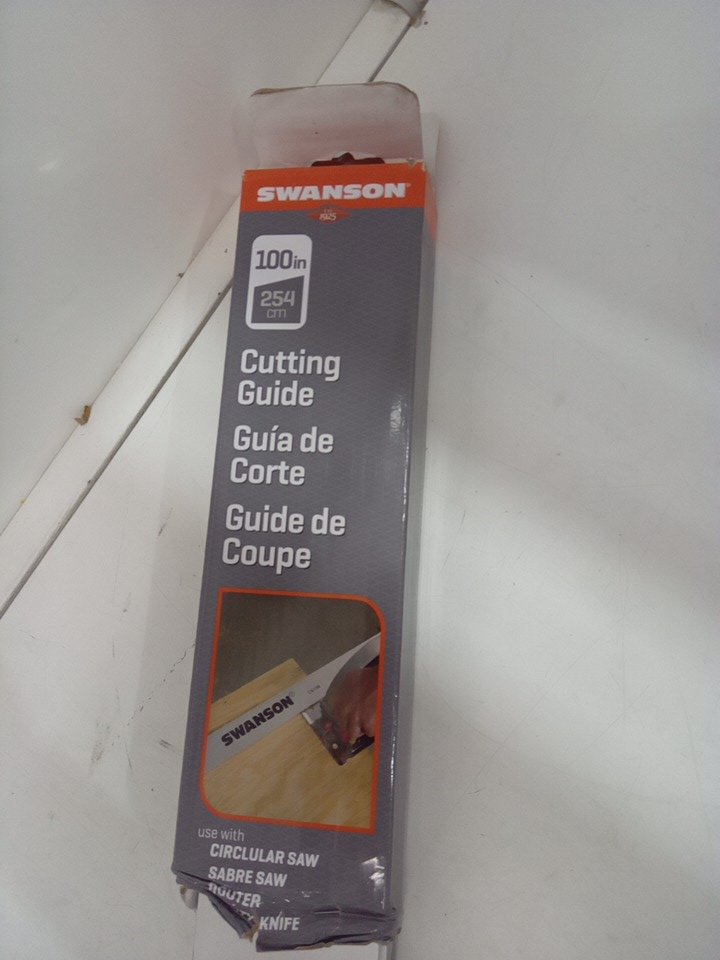 SWANSON®
1925
100in
254
cm
Cutting
Guide
Guía de
Corte
Guide de
Coupe
SWANSON®
use with
CIRCLULAR SAW
SABRE SAW
ROUTER
KNIFE